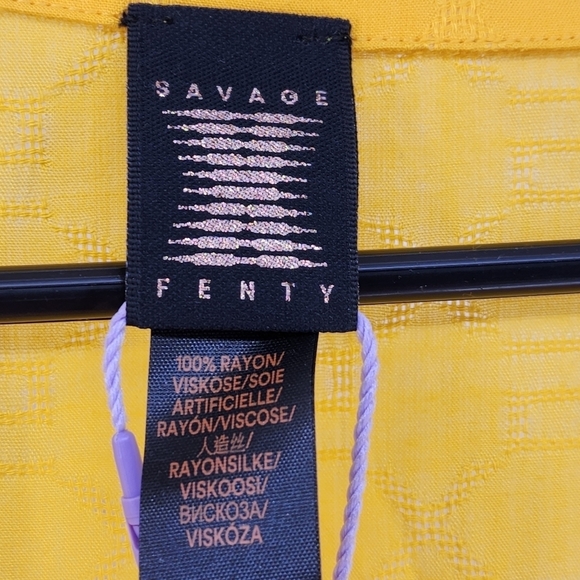 SAVAGE
FENTY
100% RAYON/
VISKOSE/SOIE
ARTIFICIELLE/
RAYÓN/VISCOSE/
人造丝/
RAYONSILKE/
VISKOOSI/
ВИСКОЗА/
VISKÓZA